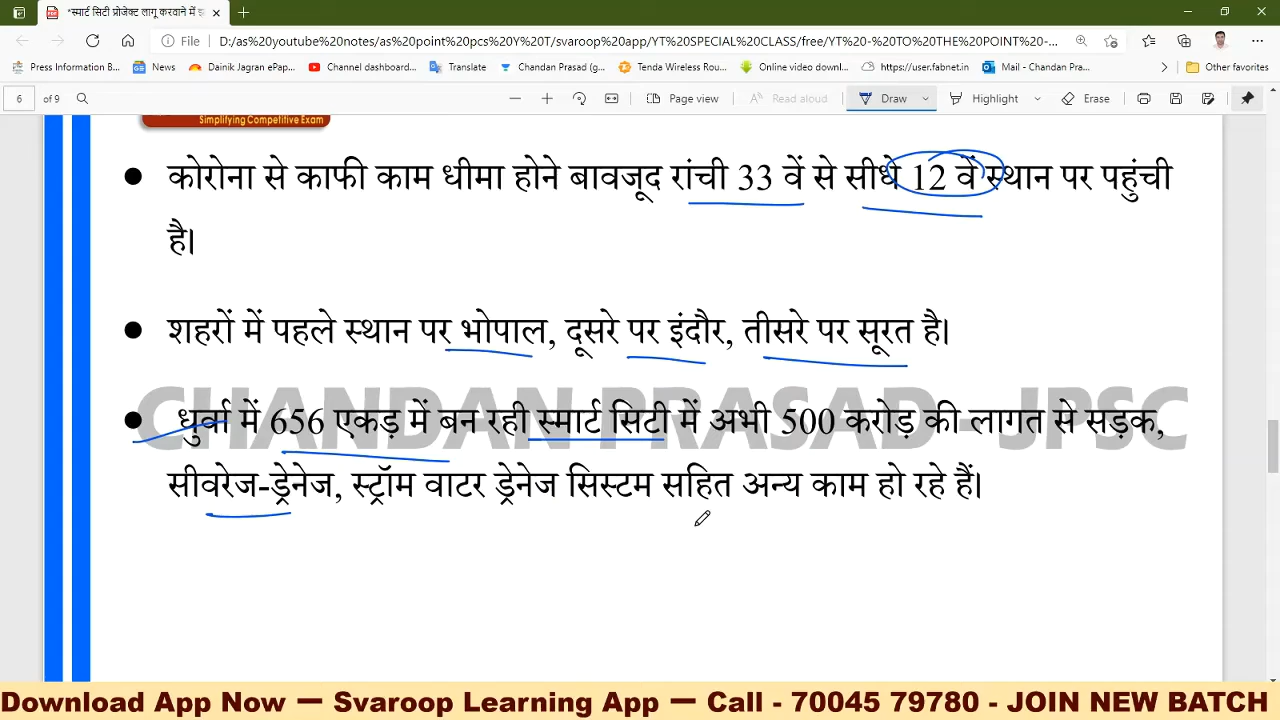 *स्मार्ट सिटी प्रोजेक्ट लागू करवाने में झ
File D:/as%20youtube%20notes/as%20point%20pcs%20Y%20T/svaroop%20app/YT%20SPECIAL%20CLASS/free/YT%20-%20TO%20THE%20POINT%20-...
Press Information B... News Dainik Jagran ePap... Channel dashboard... Translate Chandan Prasad (g... Tenda Wireless Rou... Online video downl... https://user.fabnet.in Mail - Chandan Pra... Other favorites
6 of 9 Page view Read aloud Draw Highlight Erase
Simplifying Competitive Exam
● कोरोना से काफी काम धीमा होने बावजूद रांची 33 वें से सीधे 12 वें स्थान पर पहुंची
है।
● शहरों में पहले स्थान पर भोपाल, दूसरे पर इंदौर, तीसरे पर सूरत है।
CHANDAN PRASAD - JPSC
● धुर्वा में 656 एकड़ में बन रही स्मार्ट सिटी में अभी 500 करोड़ की लागत से सड़क,
सीवरेज-ड्रेनेज, स्ट्रॉम वाटर ड्रेनेज सिस्टम सहित अन्य काम हो रहे हैं।
Download App Now — Svaroop Learning App — Call - 70045 79780 - JOIN NEW BATCH